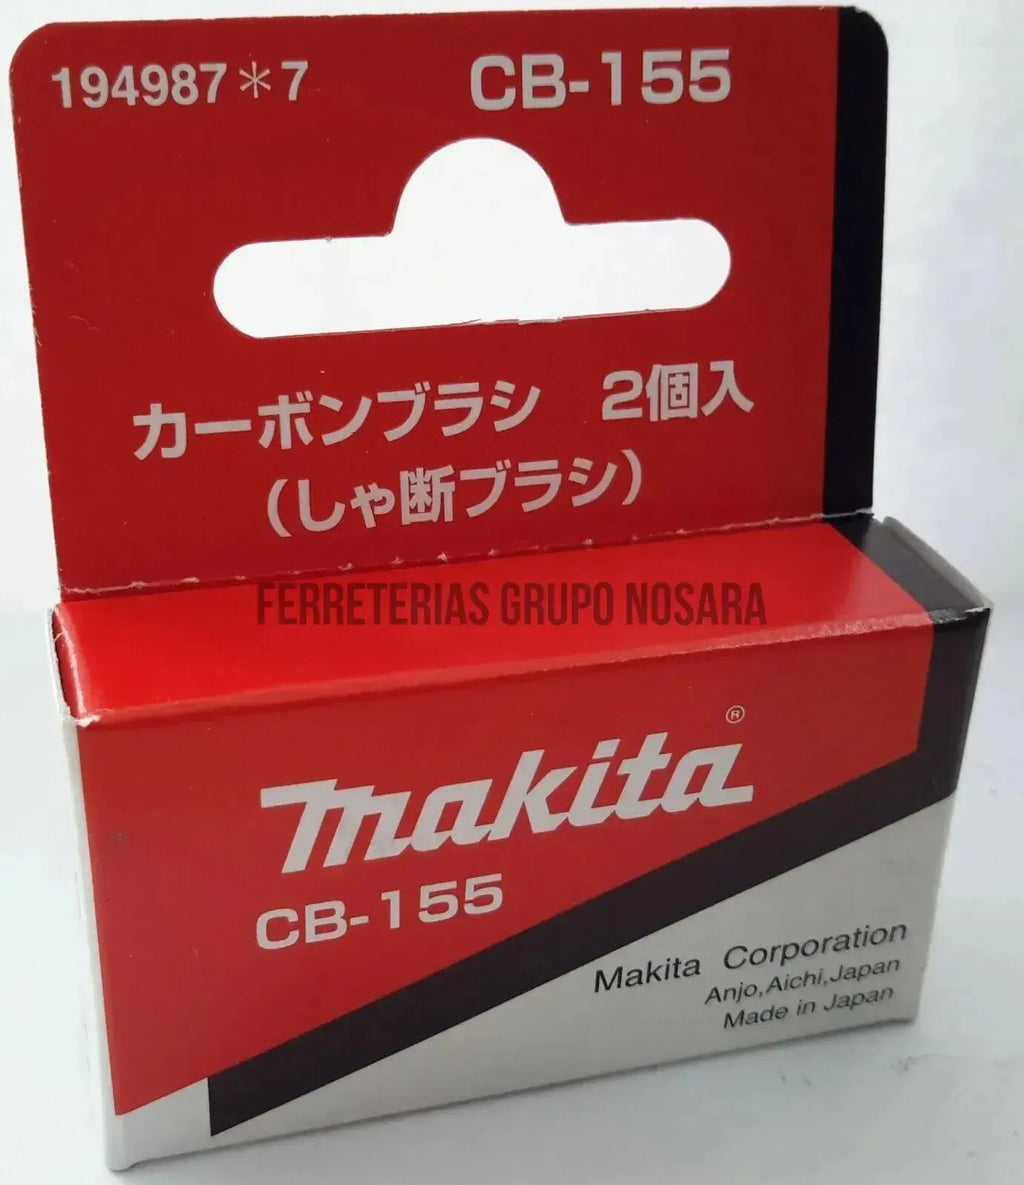 194987*7 CB-155
カーボンブラシ 2個入
(しゃ断ブラシ)
FERRETERIAS GRUPO NOSARA
makita®
CB-155
Makita Corporation
Anjo,Aichi,Japan
Made in Japan